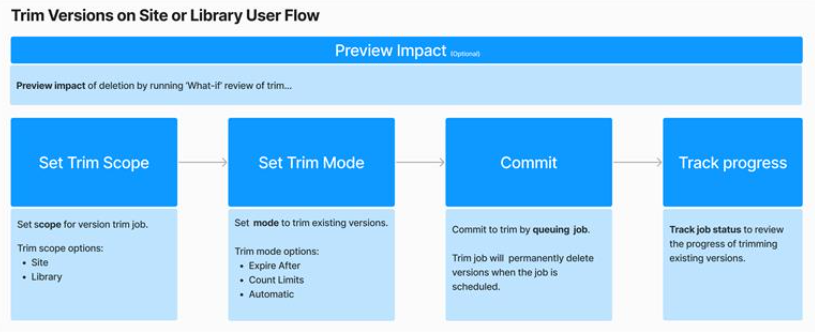 Trim Versions on Site or Library User Flow
Preview Impact (Optional)
Preview impact of deletion by running 'What-if' review of trim...
Set Trim Scope
Set Trim Mode
Commit
Track progress
Set scope for version trim job.
Trim scope options:
• Site
• Library
Set mode to trim existing versions.
Trim mode options:
• Expire After
• Count Limits
• Automatic
Commit to trim by queuing job.
Trim job will permanently delete
versions when the job is
scheduled.
Track job status to review
the progress of trimming
existing versions.